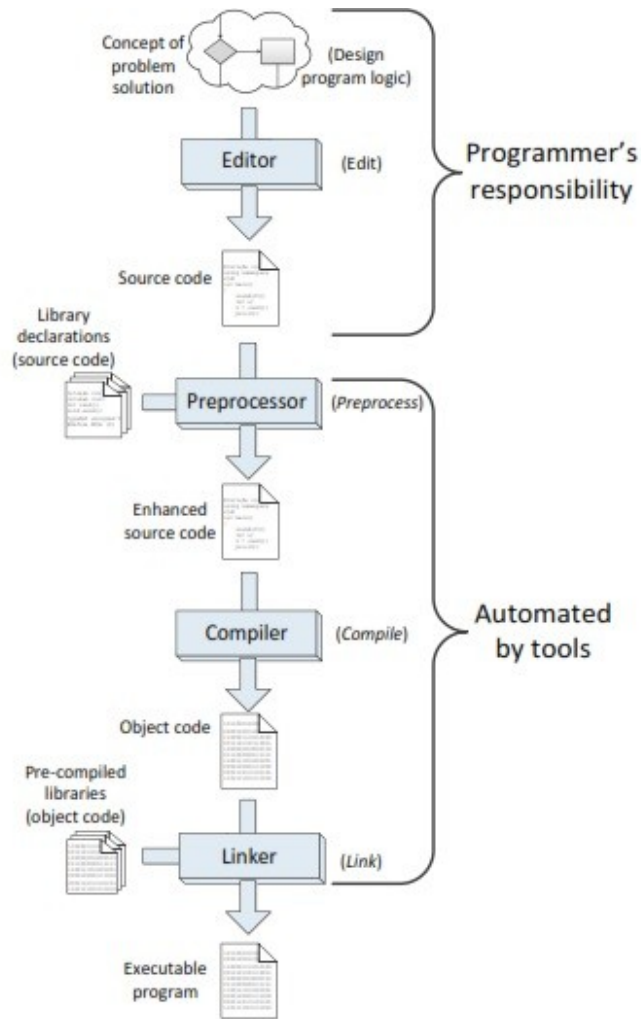 Concept of
problem
solution
(Design
program logic)
Editor
(Edit)
Programmer’s
responsibility
Source code
Library
declarations
(source code)
Preprocessor
(Preprocess)
Enhanced
source code
Compiler
(Compile)
Automated
by tools
Object code
Pre-compiled
libraries
(object code)
Linker
(Link)
Executable
program